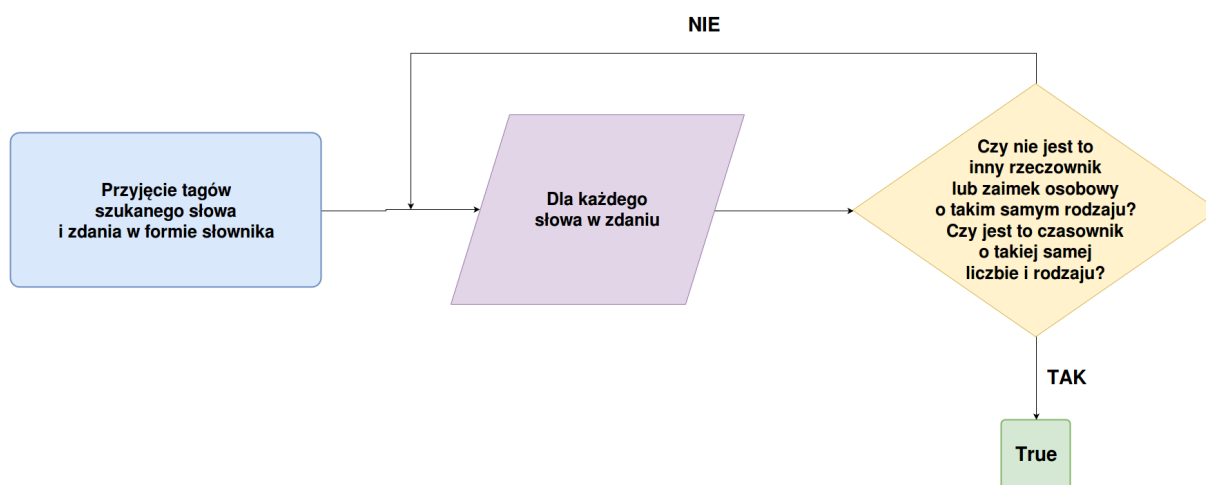 NIE
Przyjęcie tagów
szukanego słowa
i zdania w formie słownika
Dla każdego
słowa w zdaniu
Czy nie jest to
inny rzeczownik
lub zaimek osobowy
o takim samym rodzaju?
Czy jest to czasownik
o takiej samej
liczbie i rodzaju?
TAK
True